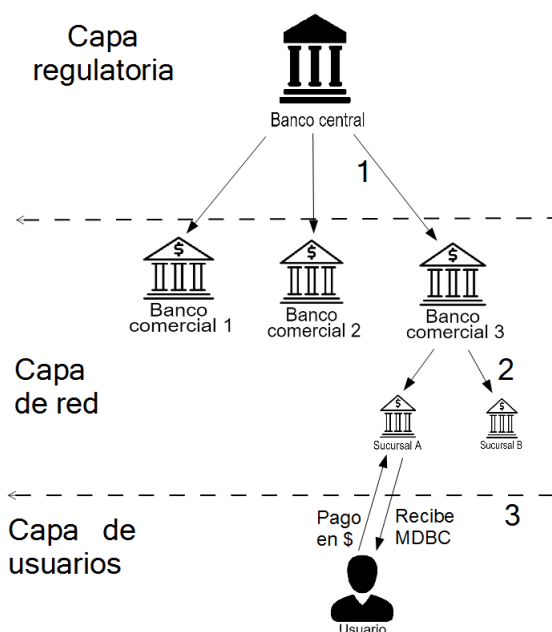 Capa
regulatoria
Banco central
1
$
$
$
Banco
comercial 1
Banco
comercial 2
Banco
comercial 3
Capa
de red
2
$
$
Sucursal A
Sucursal B
3
Pago
en $
Recibe
MDBC
Capa de
usuarios
Usuario